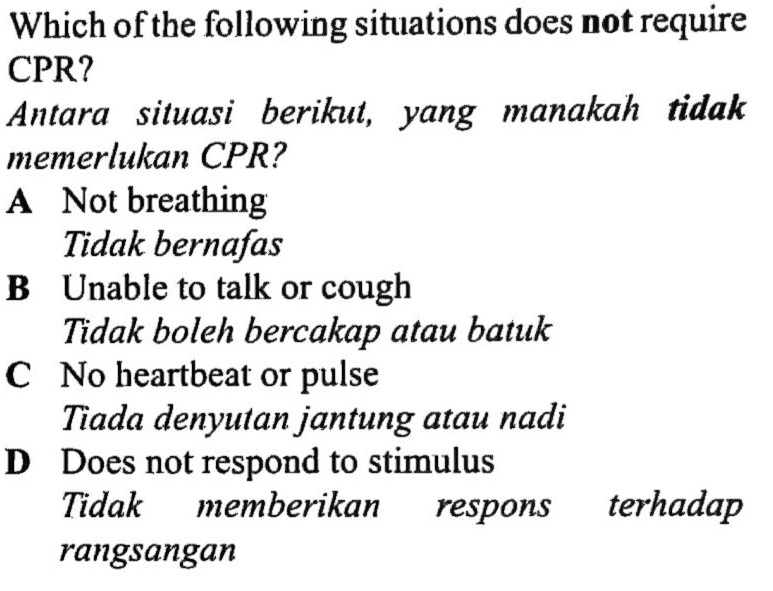 Which of the following situations does not require
CPR?
Antara situasi berikut, yang manakah tidak
memerlukan CPR?
A Not breathing
Tidak bernafas
B Unable to talk or cough
Tidak boleh bercakap atau batuk
C No heartbeat or pulse
Tiada denyutan jantung atau nadi
D Does not respond to stimulus
Tidak memberikan respons terhadap
rangsangan